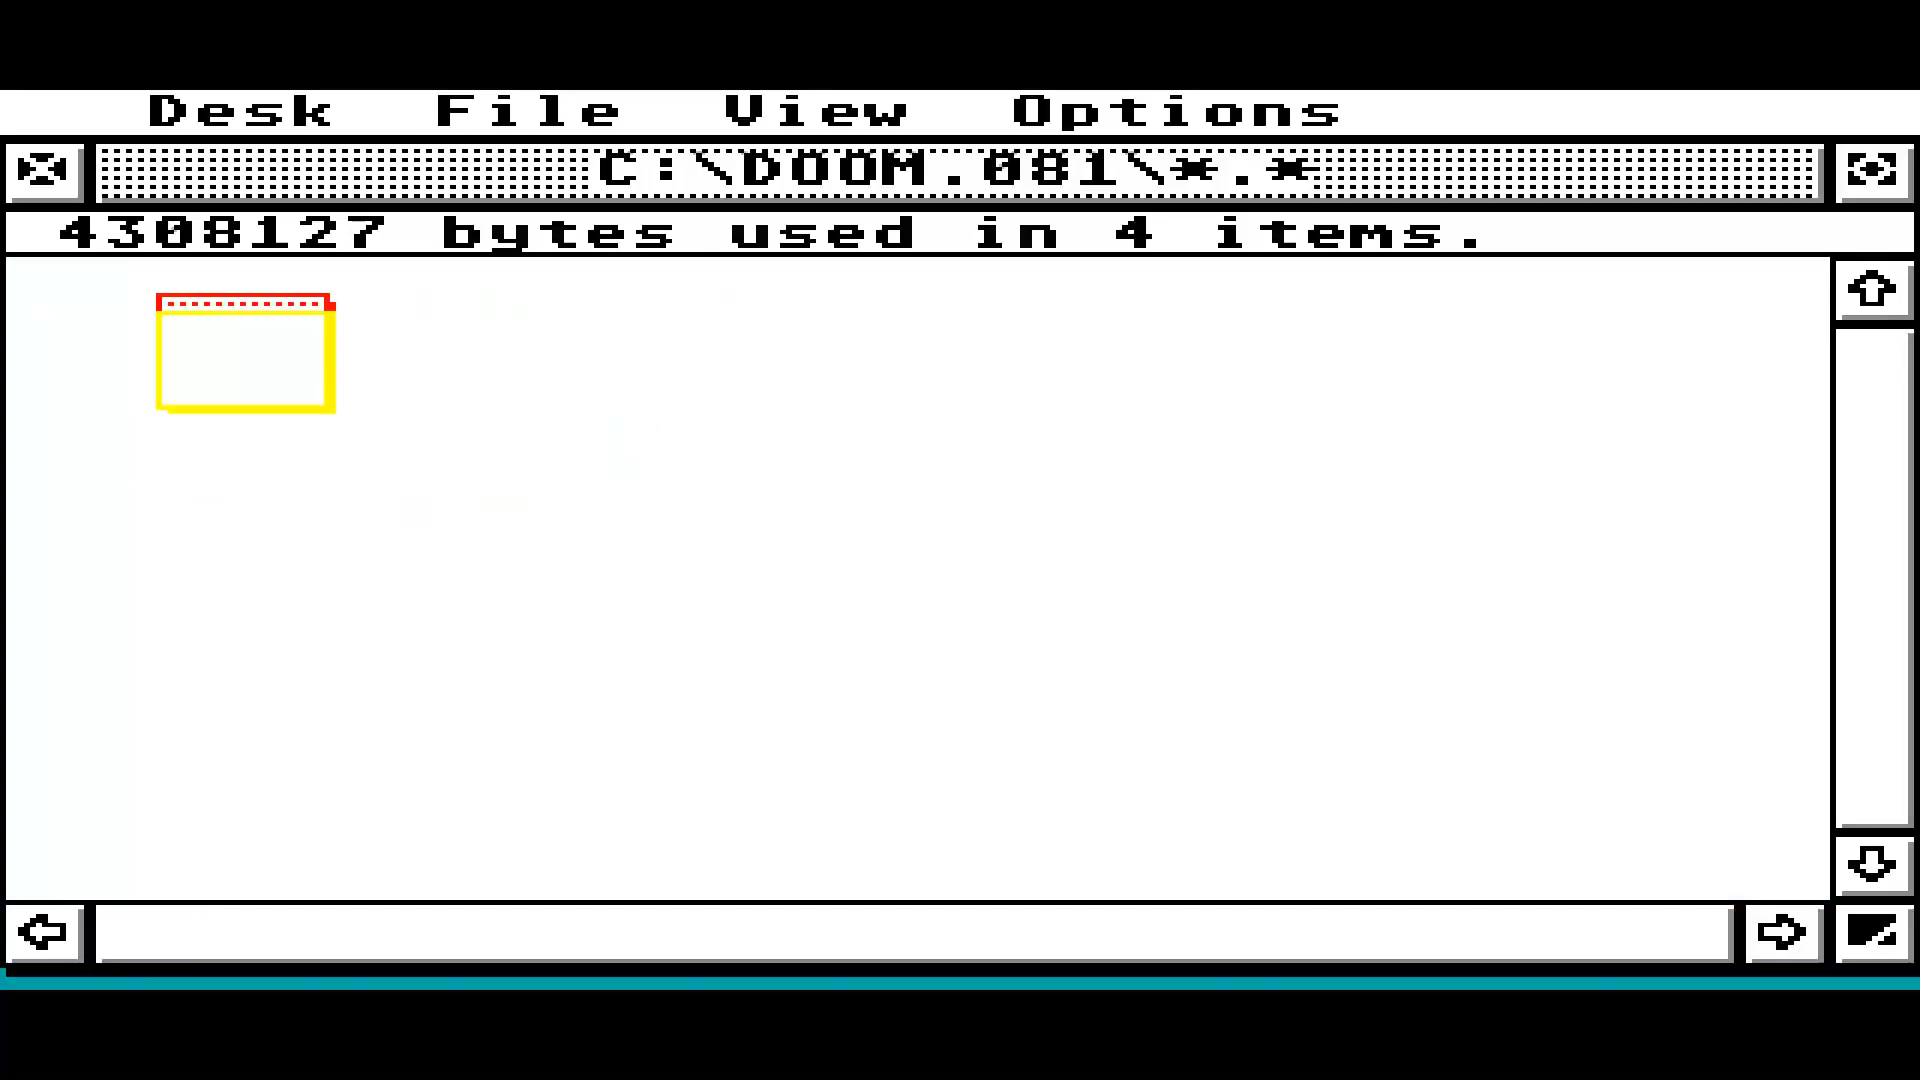 Desk File View Options
C:\DOOM.081\*.*
4308127 bytes used in 4 items.